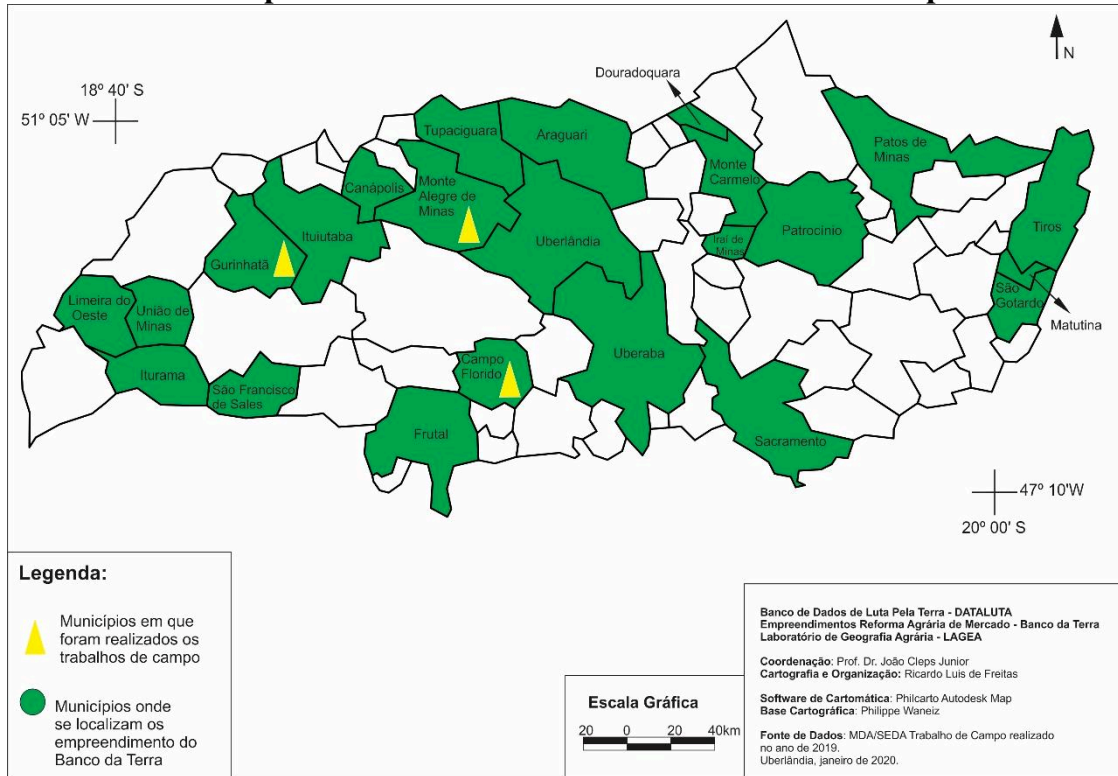 N
Douradoquara
18º 40' S
51º 05' W
Tupaciguara
Araguari
Patos de
Minas
Canápolis
Monte
Alegre de
Minas
Monte
Carmelo
Ituiutaba
Uberlândia
Irai de
Minas
Patrocinio
Tiros
Gurinhatã
Limeira do
Oeste
União de
Minas
São
Gotardo
Matutina
Campo
Florido
Uberaba
Iturama
São Francisco
de Sales
Frutal
Sacramento
47º 10'W
20º 00' S
Legenda:
Municípios em que
foram realizados os
trabalhos de campo
Municípios onde
se localizam os
empreendimento do
Banco da Terra
Escala Gráfica
20 0 20 40km
Banco de Dados de Luta Pela Terra - DATALUTA
Empreendimentos Reforma Agrária de Mercado - Banco da Terra
Laboratório de Geografia Agrária - LAGEA
Coordenação: Prof. Dr. João Cleps Junior
Cartografia e Organização: Ricardo Luis de Freitas
Software de Cartomática: Philcarto Autodesk Map
Base Cartográfica: Philippe Waneiz
Fonte de Dados: MDA/SEDA Trabalho de Campo realizado
no ano de 2019.
Uberlândia, janeiro de 2020.